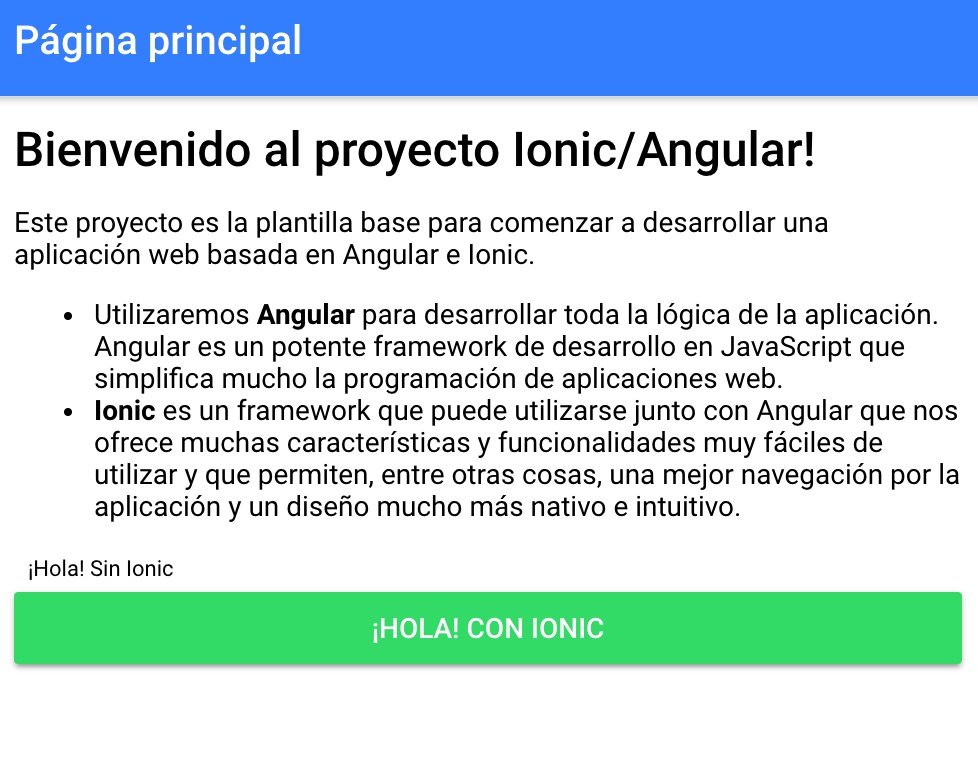 Página principal
Bienvenido al proyecto Ionic/Angular!
Este proyecto es la plantilla base para comenzar a desarrollar una
aplicación web basada en Angular e Ionic.
• Utilizaremos Angular para desarrollar toda la lógica de la aplicación.
Angular es un potente framework de desarrollo en JavaScript que
simplifica mucho la programación de aplicaciones web.
• Ionic es un framework que puede utilizarse junto con Angular que nos
ofrece muchas características y funcionalidades muy fáciles de
utilizar y que permiten, entre otras cosas, una mejor navegación por la
aplicación y un diseño mucho más nativo e intuitivo.
¡Hola! Sin Ionic
¡HOLA! CON IONIC